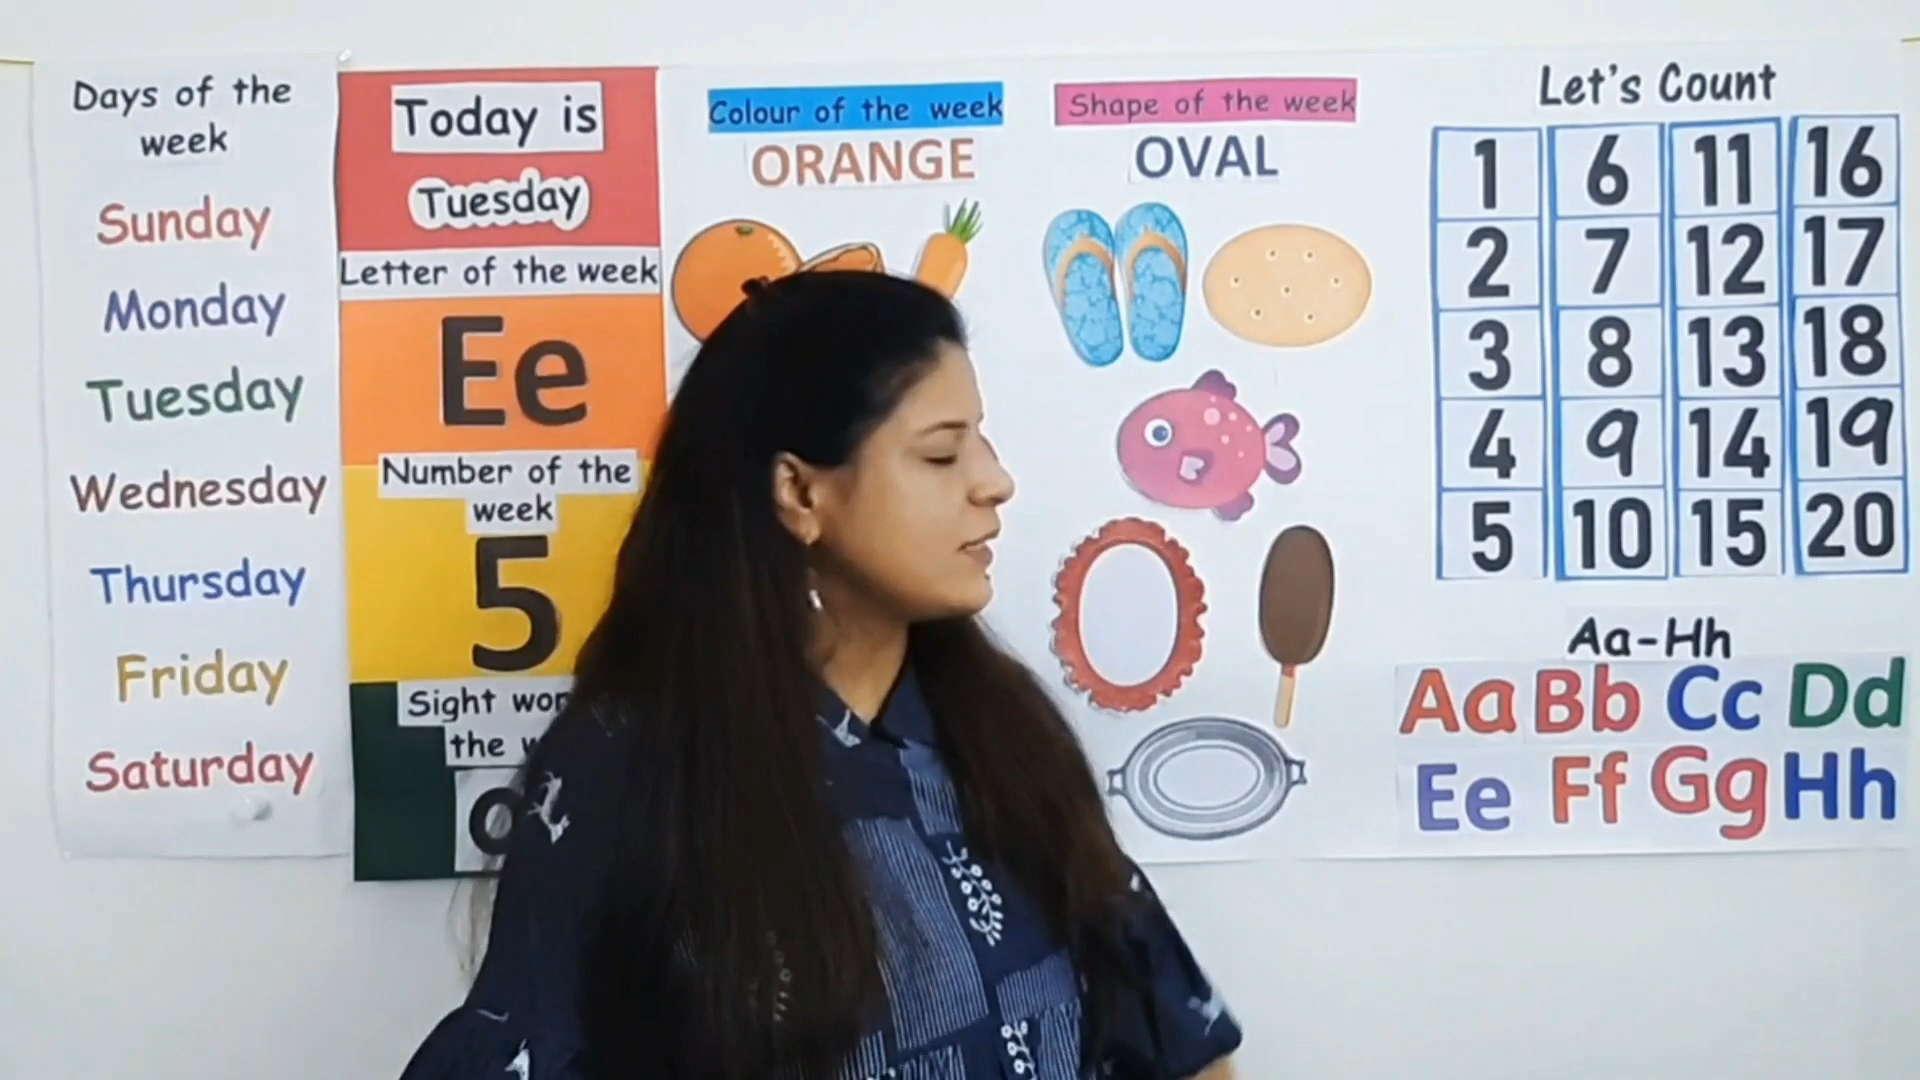 Days of the
week
Sunday
Monday
Tuesday
Wednesday
Thursday
Friday
Saturday
Today is
Tuesday
Letter of the week
Ee
Number of the
week
5
Sight
the
Colour of the week
ORANGE
Shape of the week
OVAL
Let's Count
1 6 11 16
2 7 12 17
3 8 13 18
4 9 14 19
5 10 15 20
Aa-Hh
Aa Bb Cc Dd
Ee Ff Gg Hh